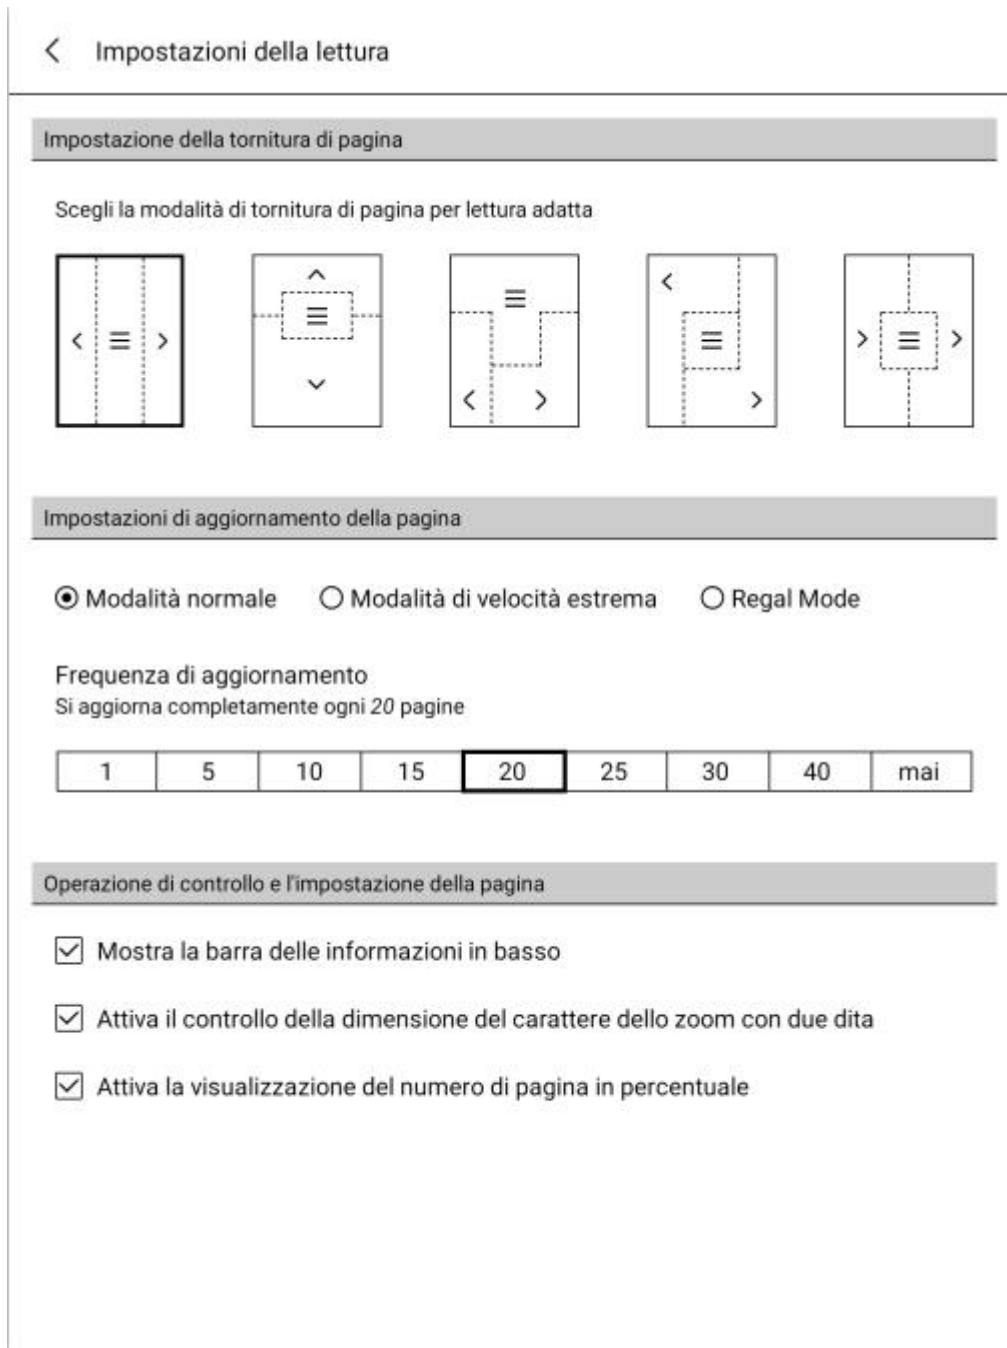 Impostazioni della lettura
Impostazione della tornitura di pagina
Scegli la modalità di tornitura di pagina per lettura adatta
Impostazioni di aggiornamento della pagina
Modalità normale Modalità di velocità estrema Regal Mode
Frequenza di aggiornamento
Si aggiorna completamente ogni 20 pagine
1 5 10 15 20 25 30 40 mai
Operazione di controllo e l'impostazione della pagina
Mostra la barra delle informazioni in basso
Attiva il controllo della dimensione del carattere dello zoom con due dita
Attiva la visualizzazione del numero di pagina in percentuale